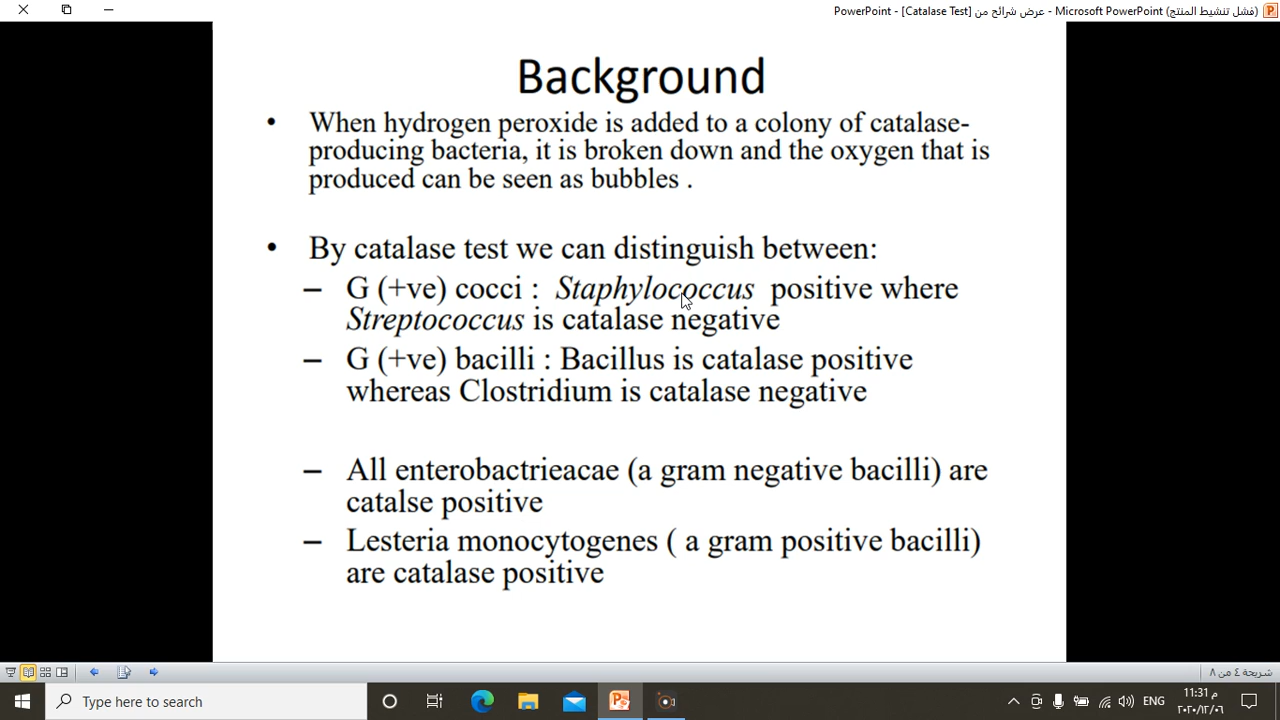 PowerPoint - [Catalase Test] عرض شرائح من - Microsoft PowerPoint (فشل تنشيط المنتج)
Background
• When hydrogen peroxide is added to a colony of catalase-
producing bacteria, it is broken down and the oxygen that is
produced can be seen as bubbles .
• By catalase test we can distinguish between:
– G (+ve) cocci : Staphylococcus positive where
Streptococcus is catalase negative
– G (+ve) bacilli : Bacillus is catalase positive
whereas Clostridium is catalase negative
– All enterobactrieacae (a gram negative bacilli) are
catalse positive
– Lesteria monocytogenes ( a gram positive bacilli)
are catalase positive
شريحة ٤ من ٨
Type here to search
ENG
م 11:31
٢٠٢٠/١٢/٠٦